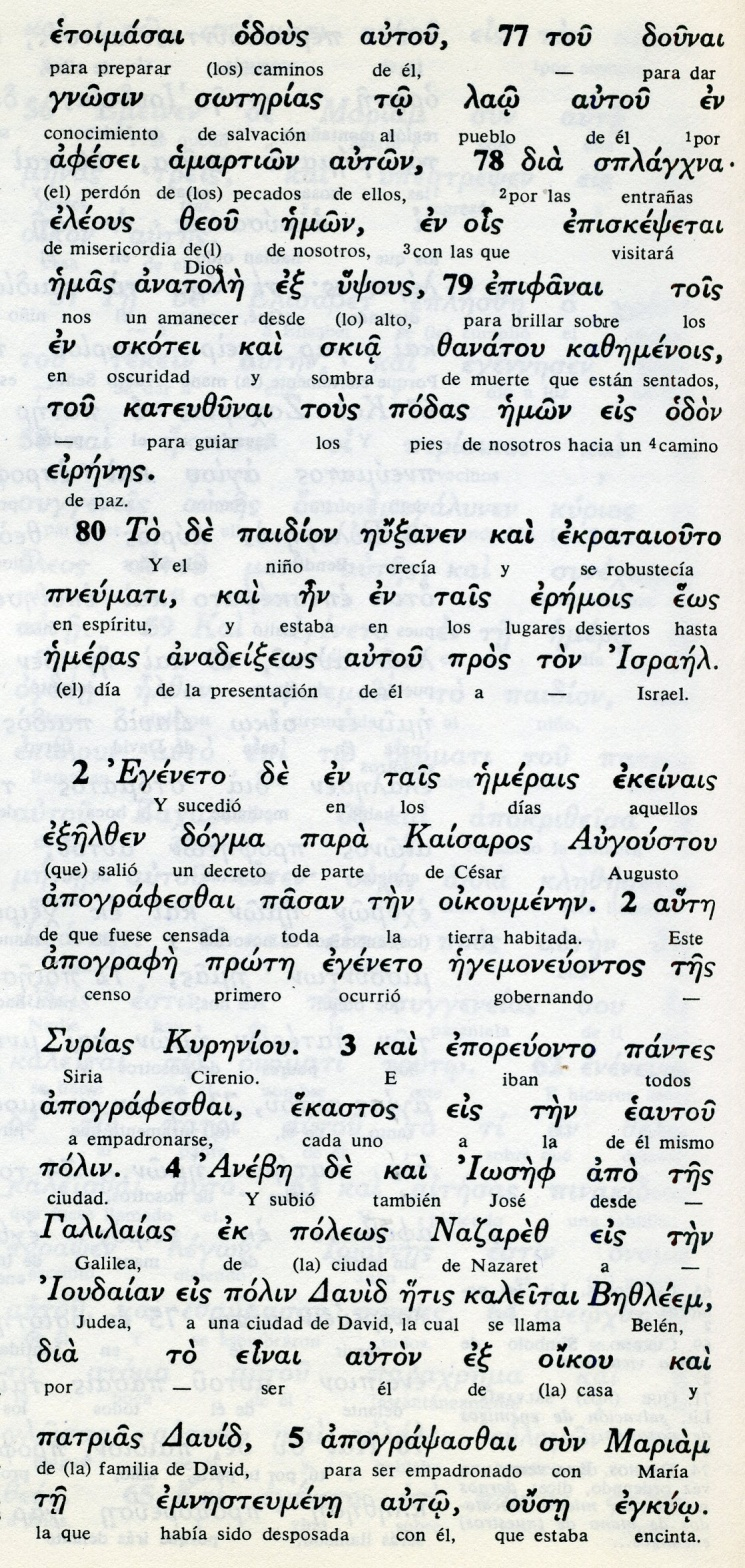 ἑτοιμάσαι ὁδοὺς αὐτοῦ, 77 τοῦ δοῦναι
para preparar (los) caminos de él, — para dar
γνῶσιν σωτηρίας τῷ λαῷ αὐτοῦ ἐν
conocimiento de salvación al pueblo de él ¹por
ἀφέσει ἁμαρτιῶν αὐτῶν, 78 διὰ σπλάγχνα·
(el) perdón de (los) pecados de ellos, ²por las entrañas
ἐλέους θεοῦ ἡμῶν, ἐν οἷς ἐπισκέψεται
de misericordia de(l) Dios de nosotros, ³con las que visitará
ἡμᾶς ἀνατολὴ ἐξ ὕψους, 79 ἐπιφᾶναι τοῖς
nos un amanecer desde (lo) alto, para brillar sobre los
ἐν σκότει καὶ σκιᾷ θανάτου καθημένοις,
en oscuridad y sombra de muerte que están sentados,
τοῦ κατευθῦναι τοὺς πόδας ἡμῶν εἰς ὁδὸν
— para guiar los pies de nosotros hacia un ⁴camino
εἰρήνης.
de paz.
80 Τὸ δὲ παιδίον ηὔξανεν καὶ ἐκραταιοῦτο
Y el niño crecía y se robustecía
πνεύματι, καὶ ἦν ἐν ταῖς ἐρήμοις ἕως
en espíritu, y estaba en los lugares desiertos hasta
ἡμέρας ἀναδείξεως αὐτοῦ πρὸς τὸν Ἰσραήλ.
(el) día de la presentación de él a — Israel.
2 Ἐγένετο δὲ ἐν ταῖς ἡμέραις ἐκείναις
Y sucedió en los días aquellos
ἐξῆλθεν δόγμα παρὰ Καίσαρος Αὐγούστου
(que) salió un decreto de parte de César Augusto
ἀπογράφεσθαι πᾶσαν τὴν οἰκουμένην. 2 αὕτη
de que fuese censada toda la tierra habitada. Este
ἀπογραφὴ πρώτη ἐγένετο ἡγεμονεύοντος τῆς
censo primero ocurrió gobernando —
Συρίας Κυρηνίου. 3 καὶ ἐπορεύοντο πάντες
Siria Cirenio. E iban todos
ἀπογράφεσθαι, ἕκαστος εἰς τὴν ἑαυτοῦ
a empadronarse, cada uno a la de él mismo
πόλιν. 4 Ἀνέβη δὲ καὶ Ἰωσὴφ ἀπὸ τῆς
ciudad. Y subió también José desde —
Γαλιλαίας ἐκ πόλεως Ναζαρὲθ εἰς τὴν
Galilea, de (la) ciudad de Nazaret a —
Ἰουδαίαν εἰς πόλιν Δαυὶδ ἥτις καλεῖται Βηθλέεμ,
Judea, a una ciudad de David, la cual se llama Belén,
διὰ τὸ εἶναι αὐτὸν ἐξ οἴκου καὶ
por — ser él de (la) casa y
πατριᾶς Δαυίδ, 5 ἀπογράψασθαι σὺν Μαριὰμ
de (la) familia de David, para ser empadronado con María
τῇ ἐμνηστευμένῃ αὐτῷ, οὔσῃ ἐγκύῳ.
la que había sido desposada con él, que estaba encinta.